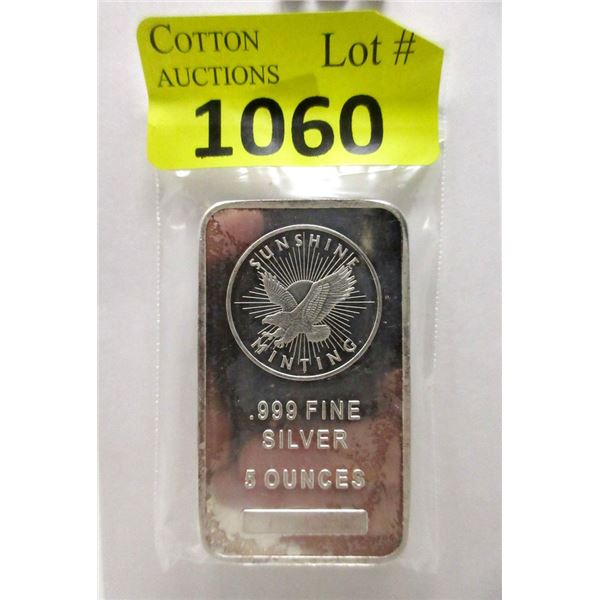 COTTON Lot #
AUCTIONS
1060
SUNSHINE
MINTING
.999 FINE
SILVER
5 OUNCES